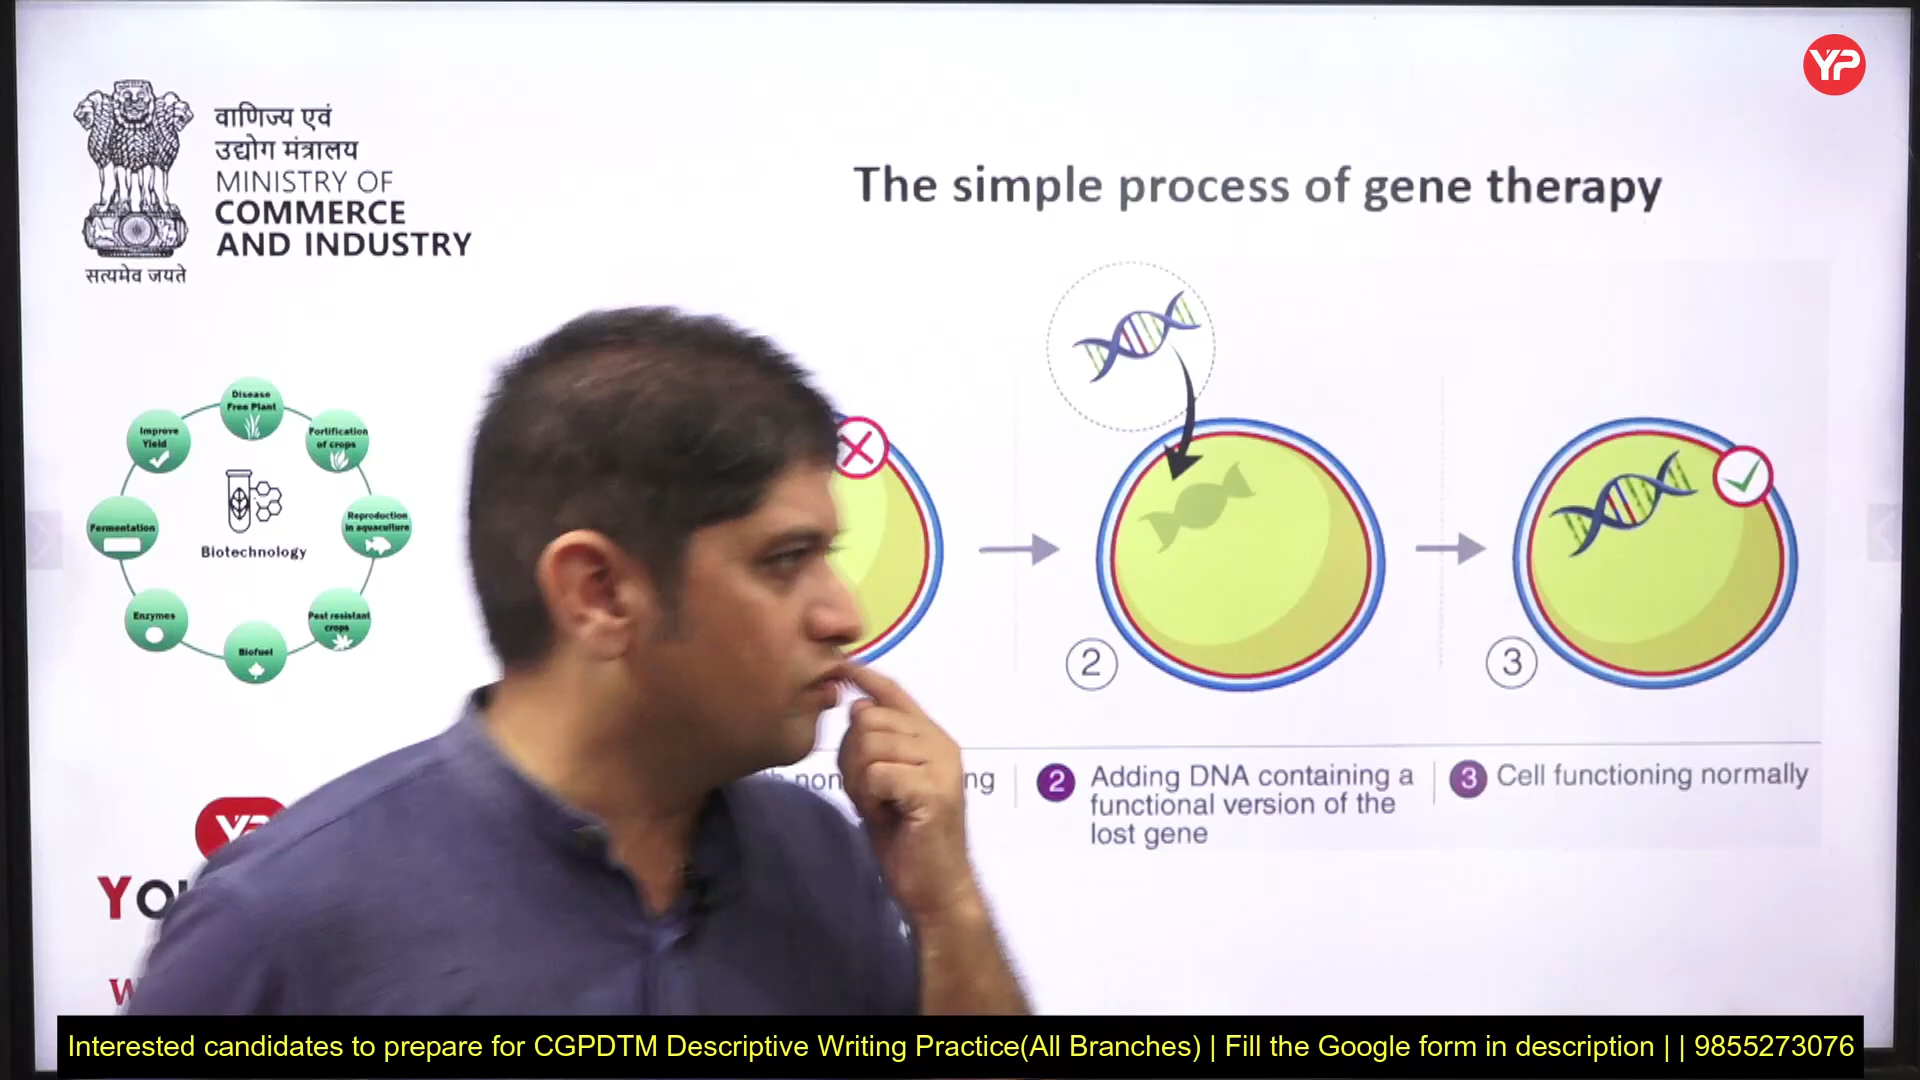 YP
वाणिज्य एवं
उद्योग मंत्रालय
MINISTRY OF
COMMERCE
AND INDUSTRY
सत्यमेव जयते
The simple process of gene therapy
Disease
Free Plant
Improve
Yield
Fortification
of crops
Fermentation
Reproduction
in aquaculture
Biotechnology
Enzymes
Pest resistant
crops
Biofuel
2
3
2 Adding DNA containing a
functional version of the
lost gene
3 Cell functioning normally
Interested candidates to prepare for CGPDTM Descriptive Writing Practice(All Branches) | Fill the Google form in description | | 9855273076